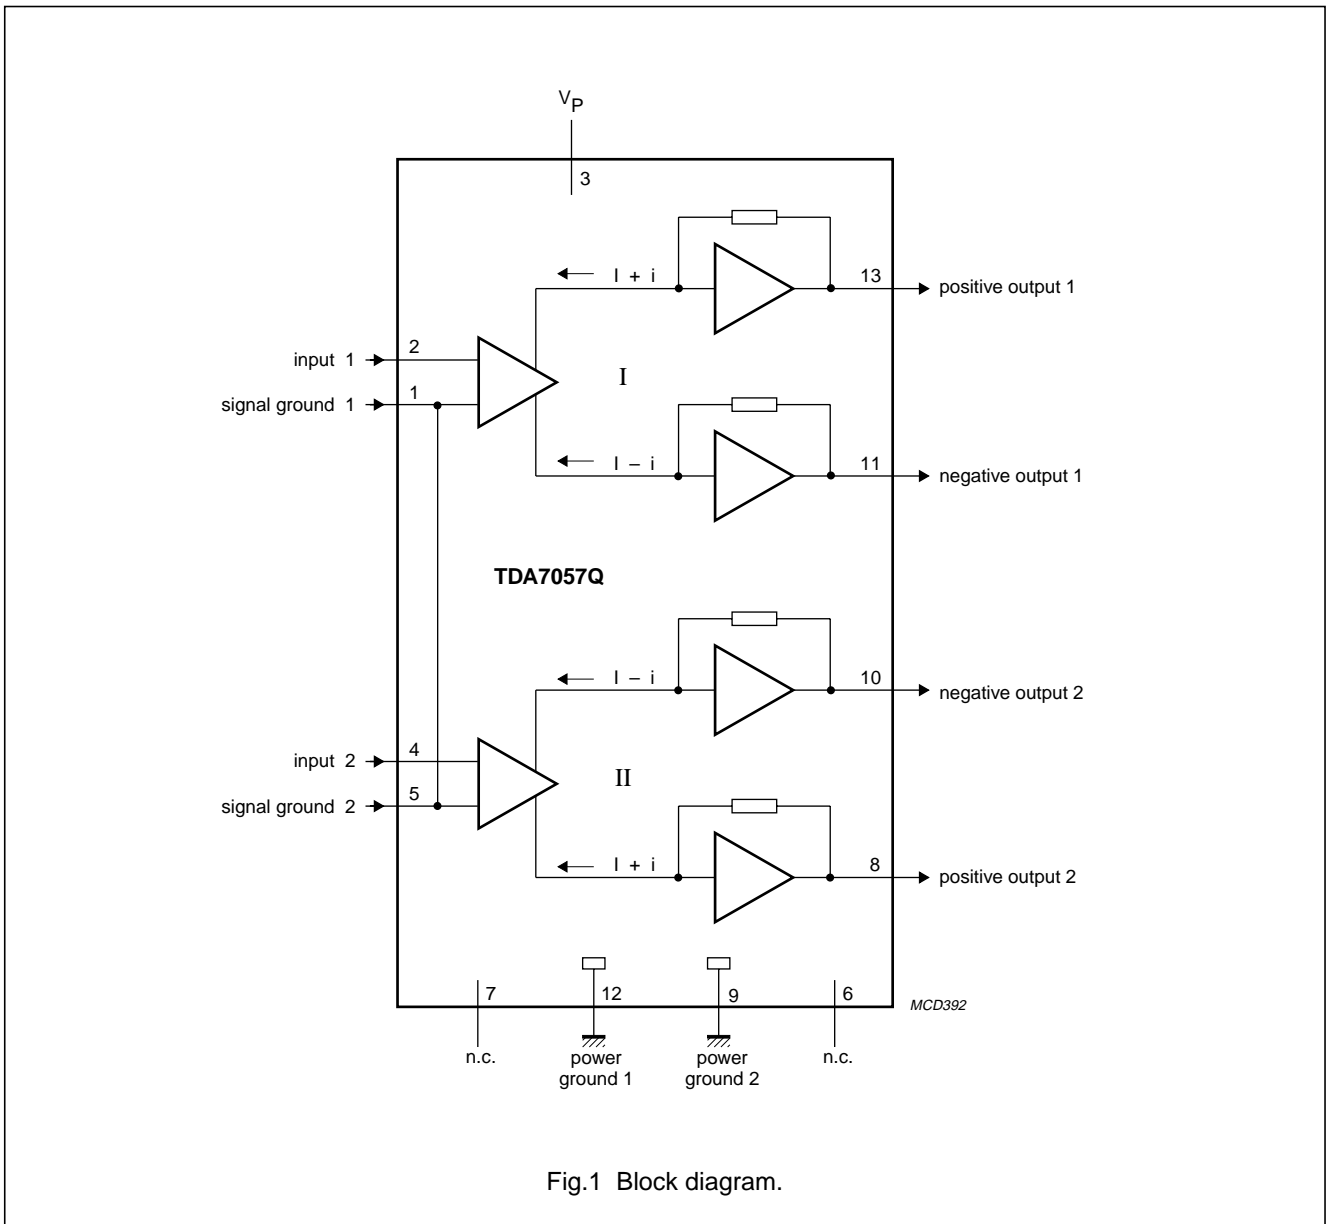 VP
3
I + i
13
positive output 1
input 1
2
I
signal ground 1
1
I – i
11
negative output 1
TDA7057Q
I – i
10
negative output 2
input 2
4
II
signal ground 2
5
I + i
8
positive output 2
7
12
9
6
MCD392
n.c.
power
ground 1
power
ground 2
n.c.
Fig.1 Block diagram.